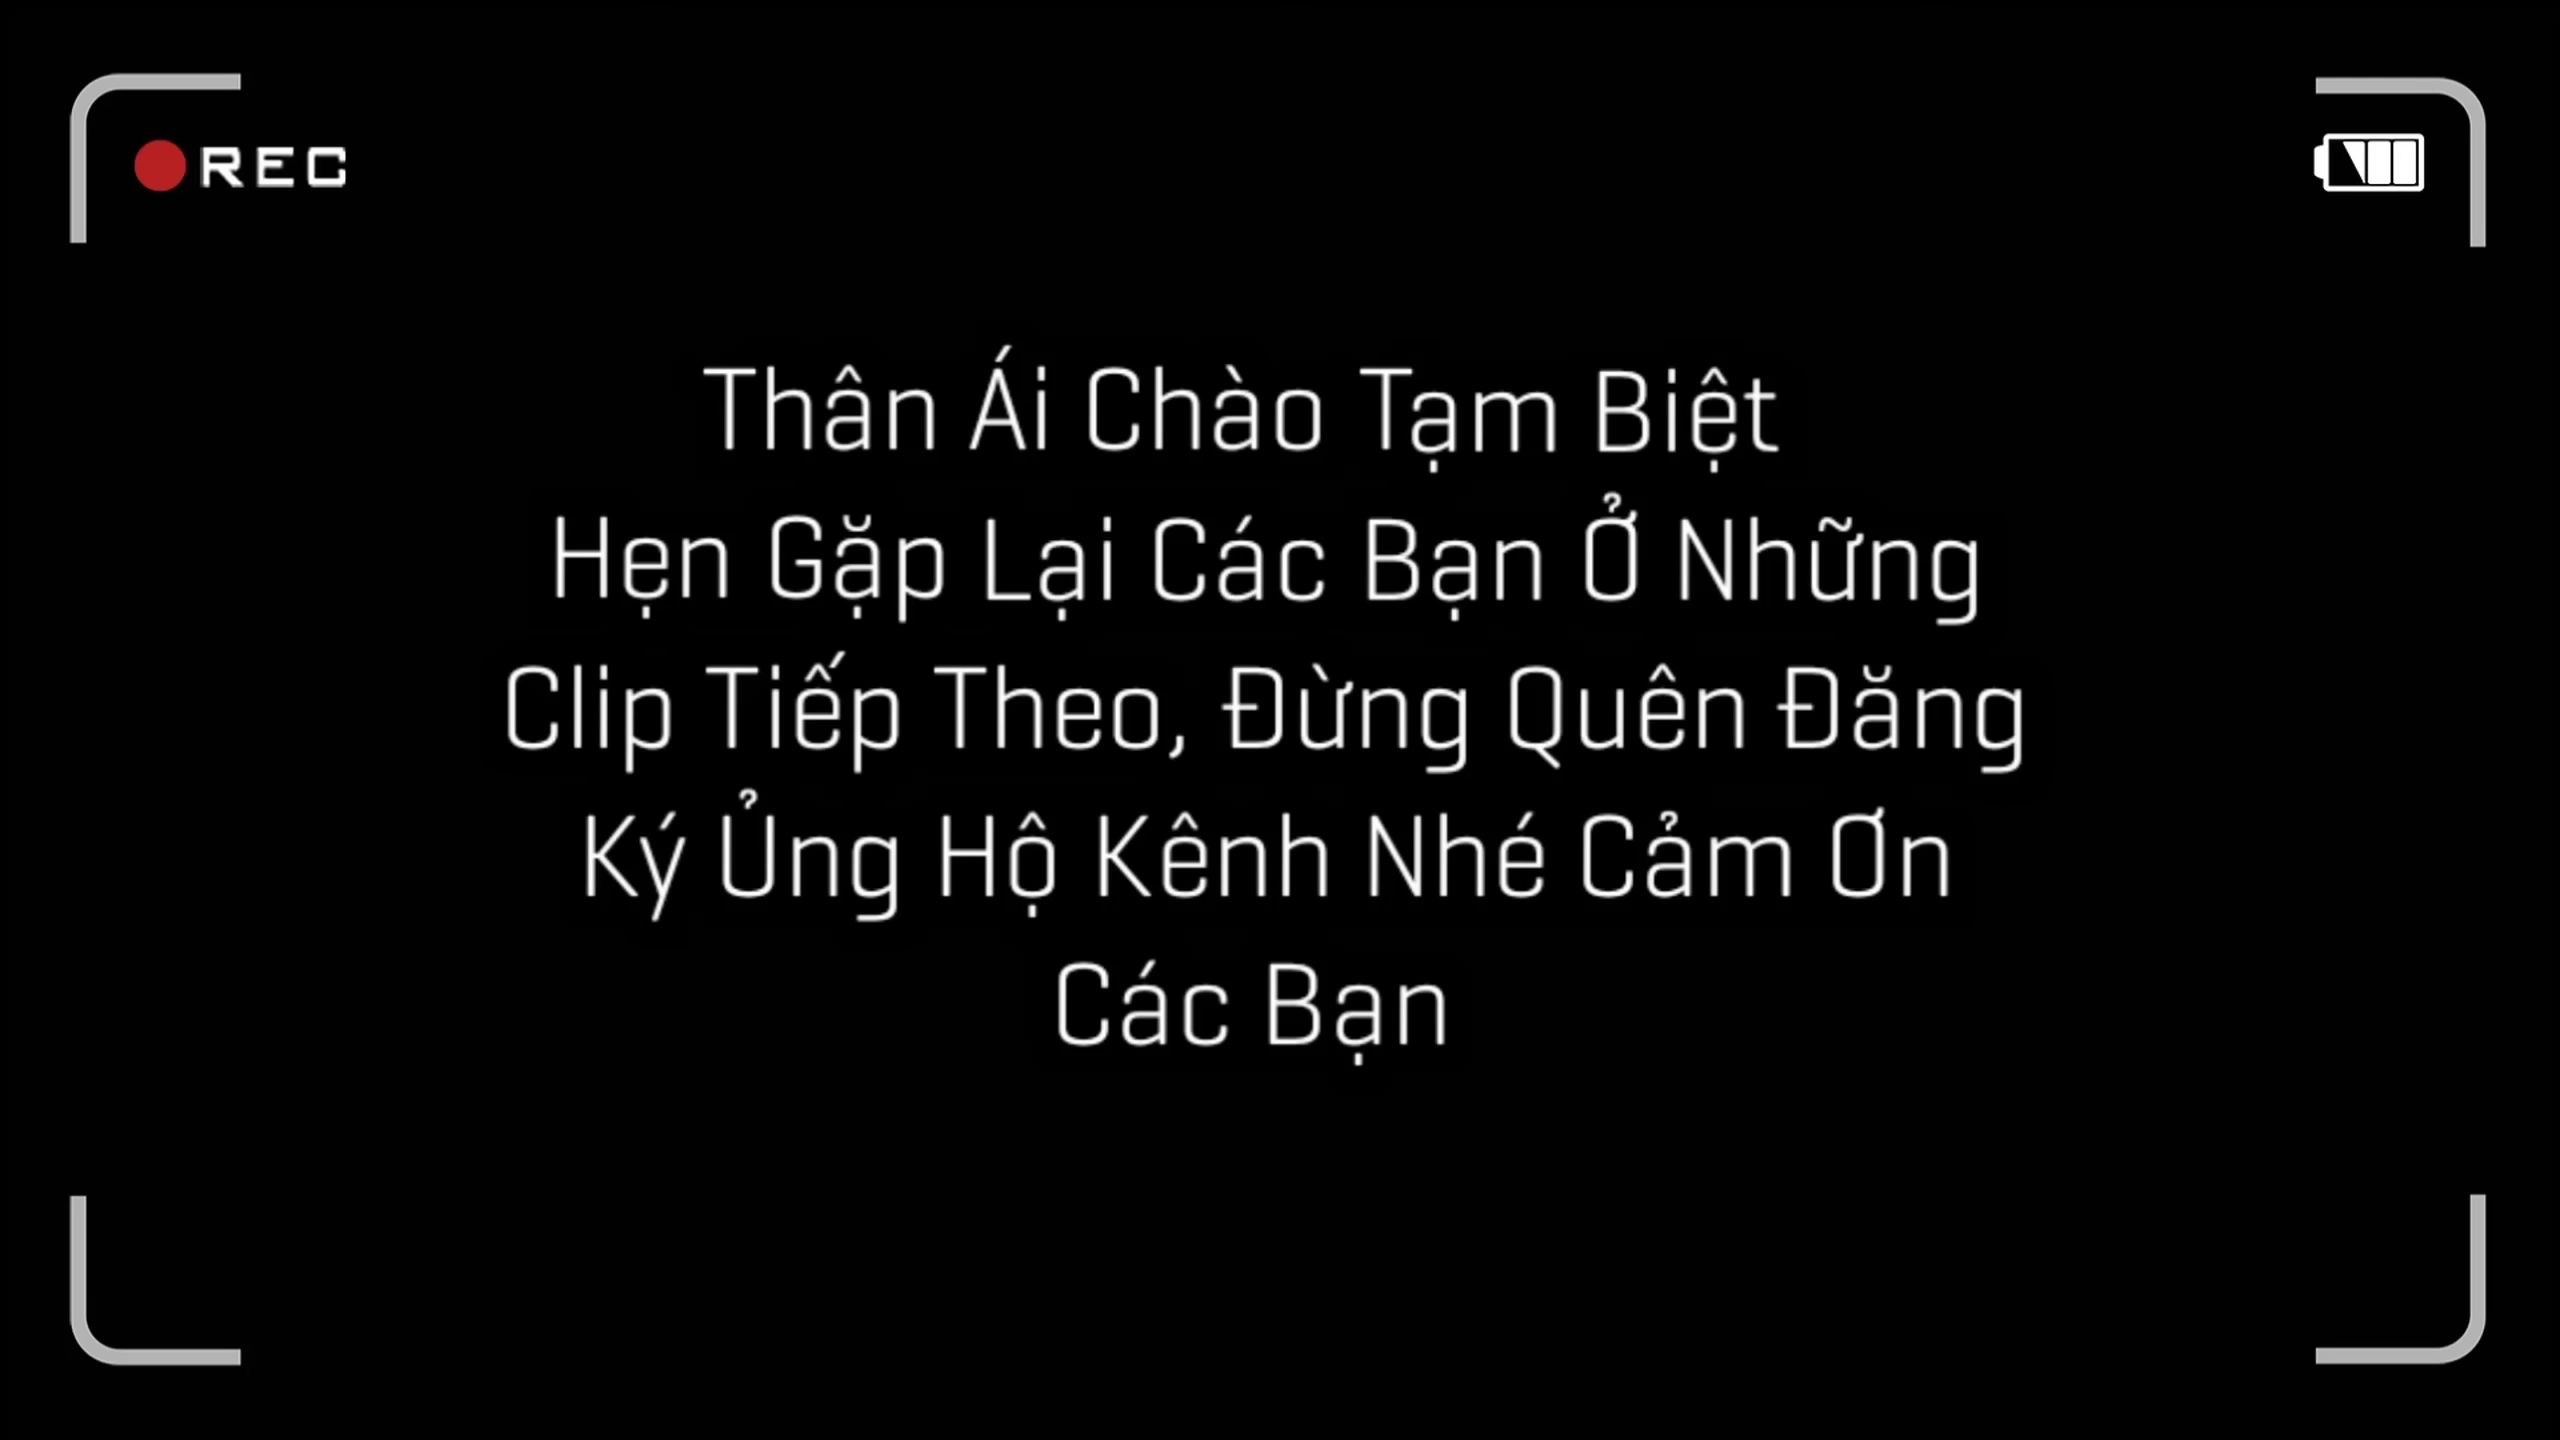 REC
Thân Ái Chào Tạm Biệt
Hẹn Gặp Lại Các Bạn Ở Những
Clip Tiếp Theo, Đừng Quên Đăng
Ký Ủng Hộ Kênh Nhé Cảm Ơn
Các Bạn